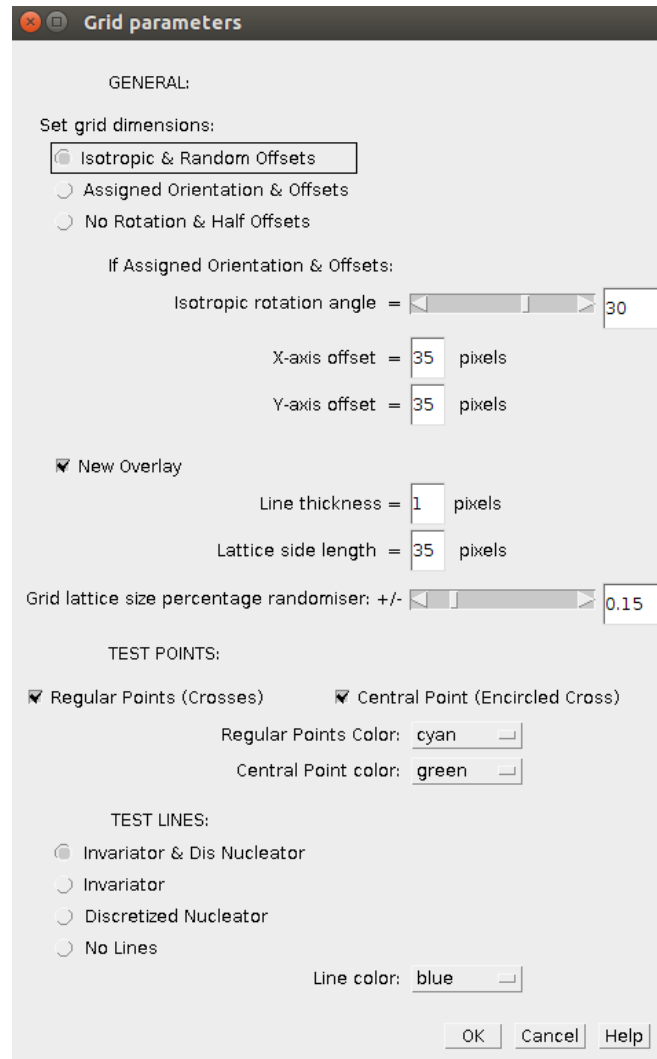 Grid parameters
GENERAL:
Set grid dimensions:
Isotropic & Random Offsets
Assigned Orientation & Offsets
No Rotation & Half Offsets
If Assigned Orientation & Offsets:
Isotropic rotation angle = 30
X-axis offset = 35 pixels
Y-axis offset = 35 pixels
New Overlay
Line thickness = 1 pixels
Lattice side length = 35 pixels
Grid lattice size percentage randomiser: +/- 0.15
TEST POINTS:
Regular Points (Crosses) Central Point (Encircled Cross)
Regular Points Color: cyan
Central Point color: green
TEST LINES:
Invariator & Dis Nucleator
Invariator
Discretized Nucleator
No Lines
Line color: blue
OK Cancel Help